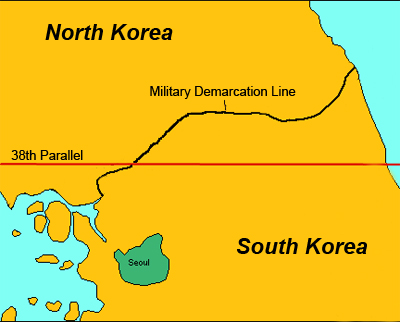 North Korea
Military Demarcation Line
38th Parallel
South Korea
Seoul